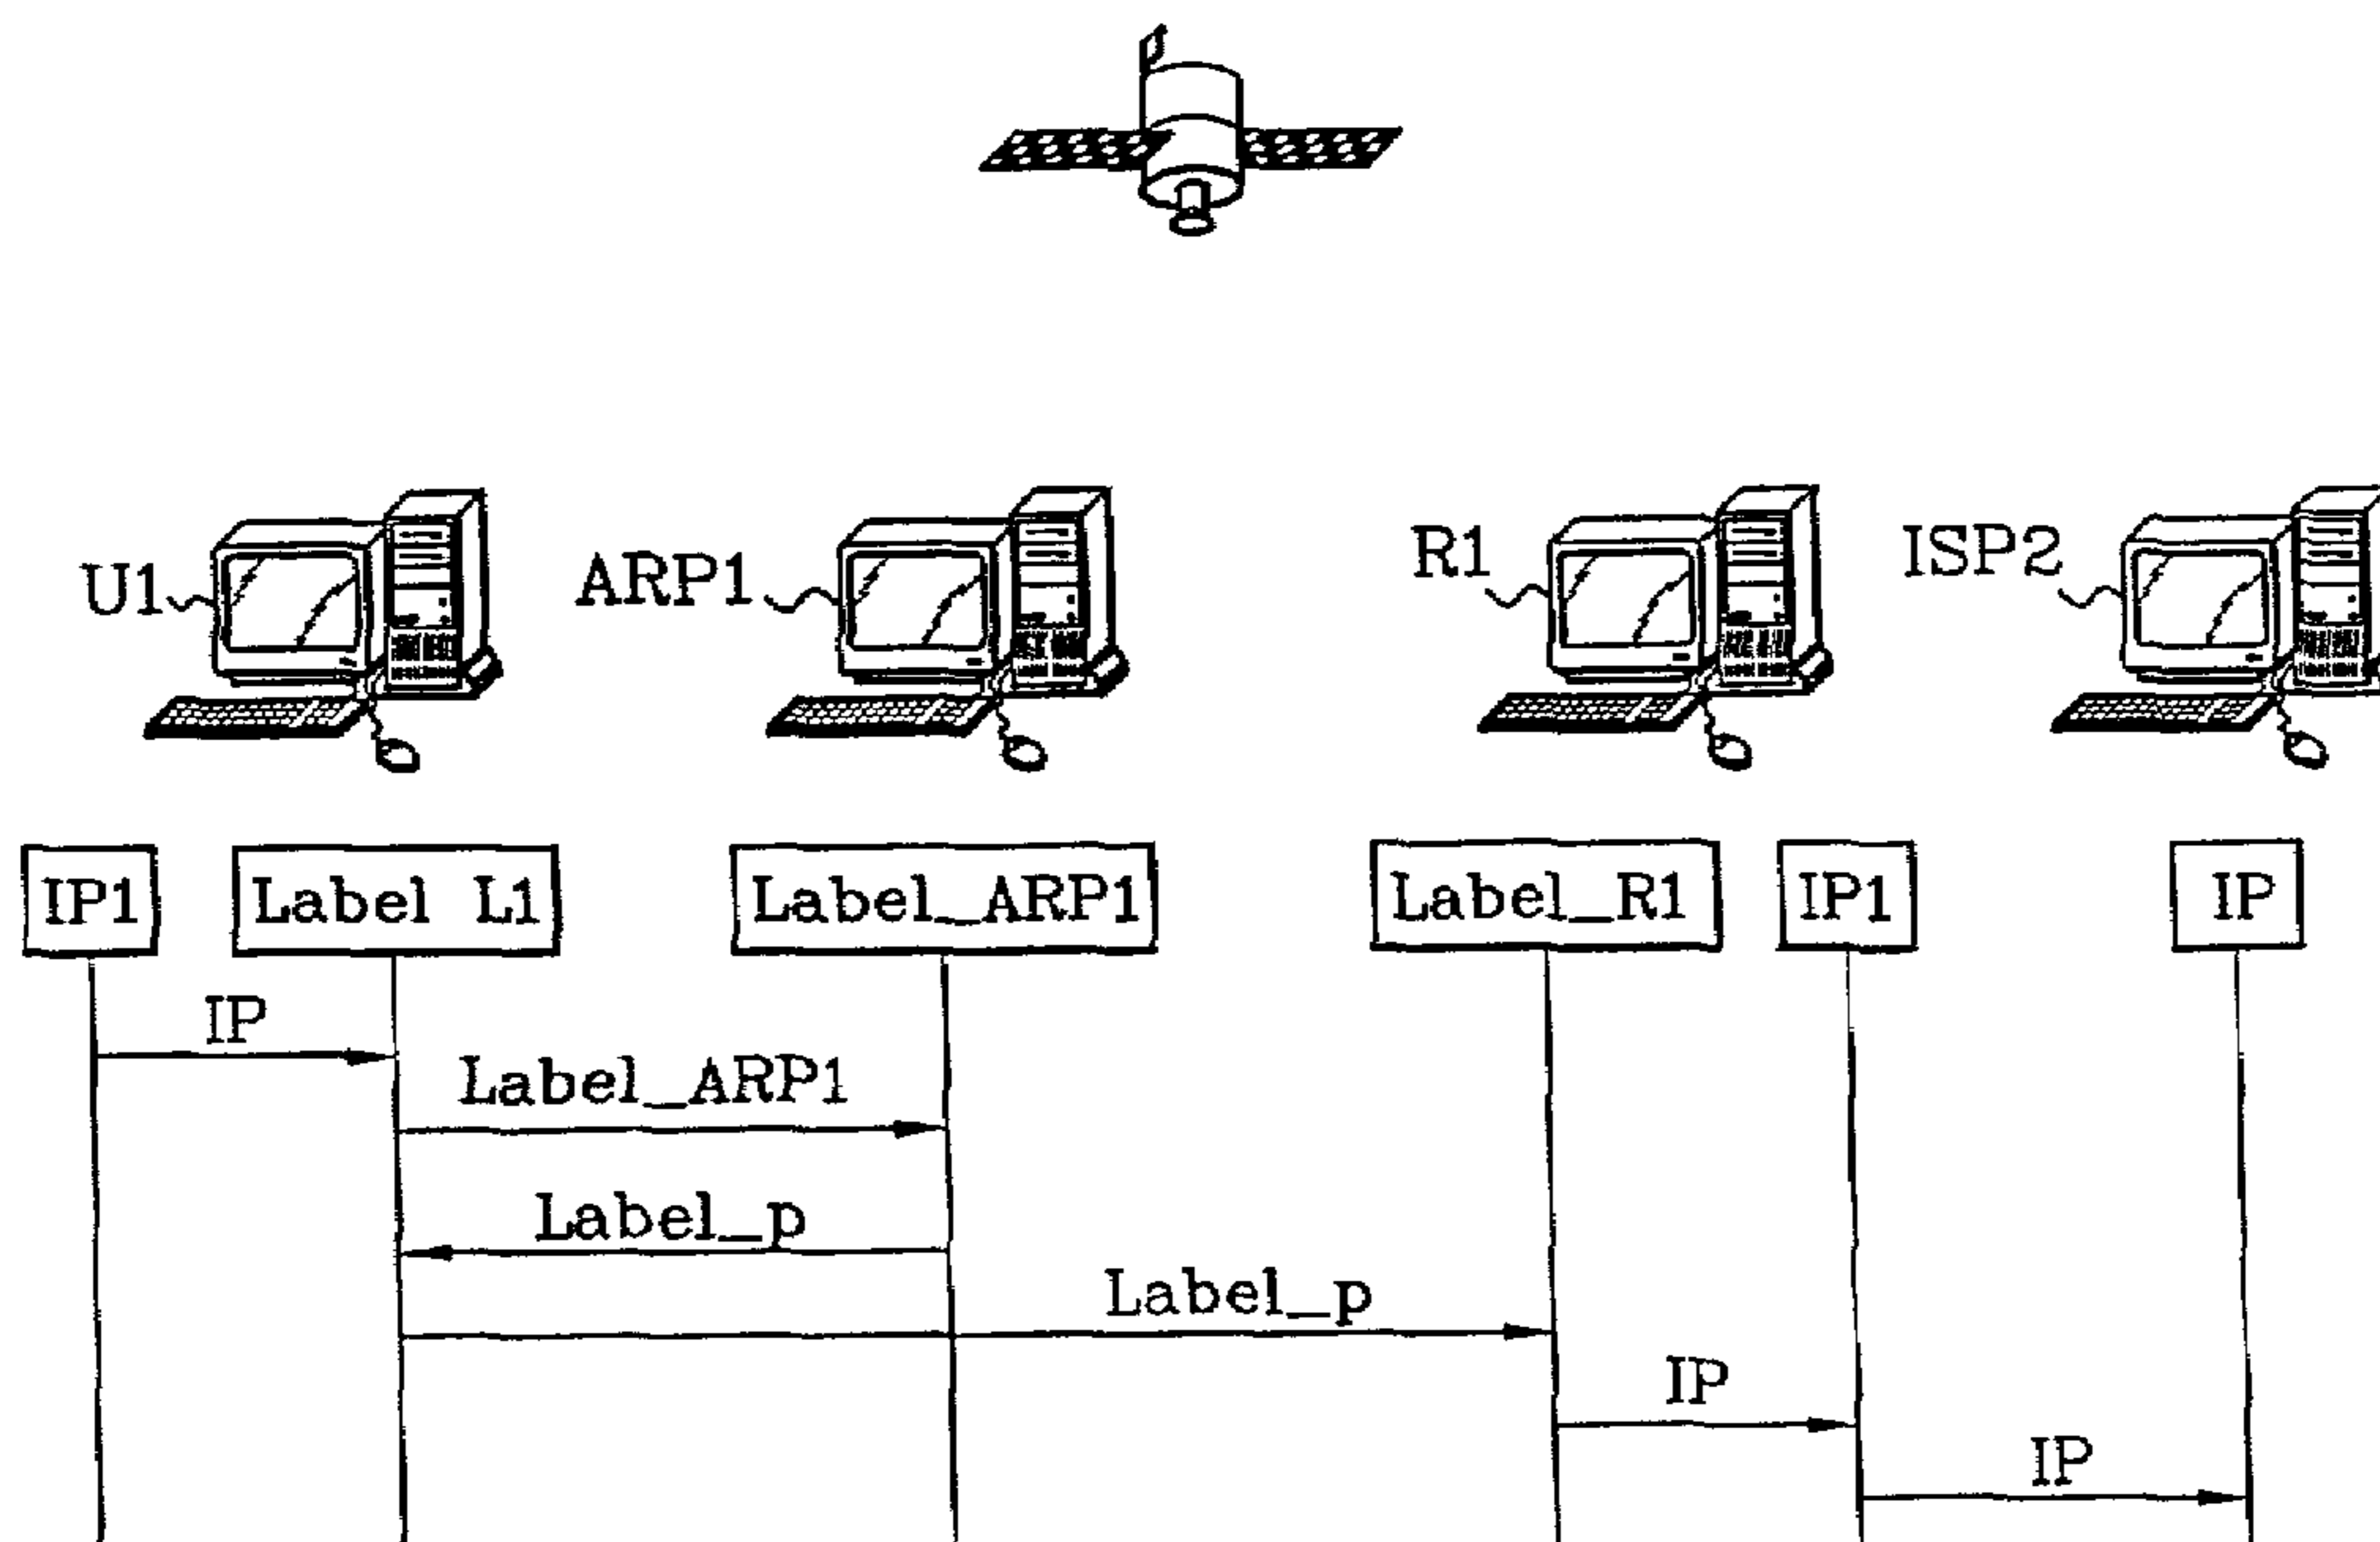 U1
ARP1
R1
ISP2
IP1
Label L1
Label_ARP1
Label_R1
IP1
IP
IP
Label_ARP1
Label_p
Label_p
IP
IP